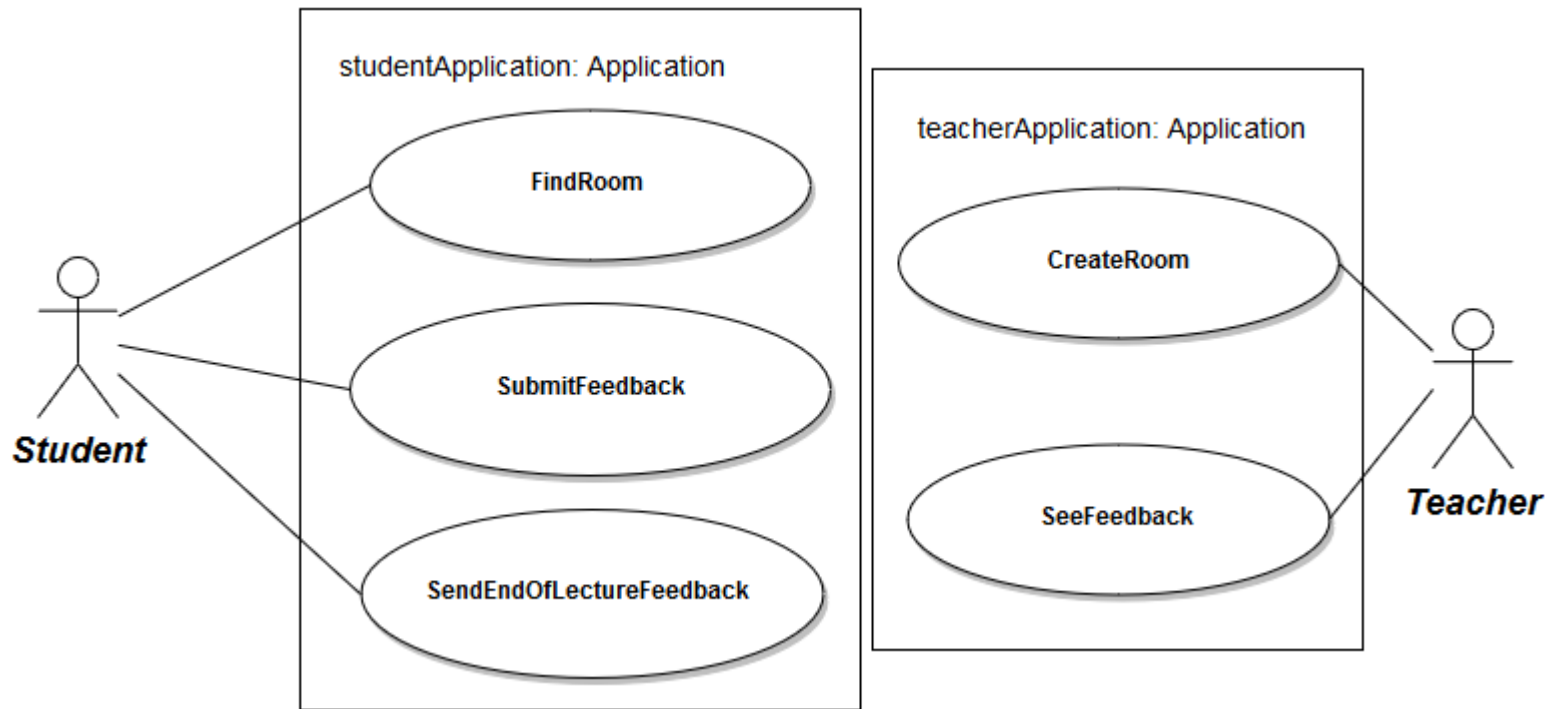 studentApplication: Application
FindRoom
SubmitFeedback
SendEndOfLectureFeedback
Student
teacherApplication: Application
CreateRoom
SeeFeedback
Teacher